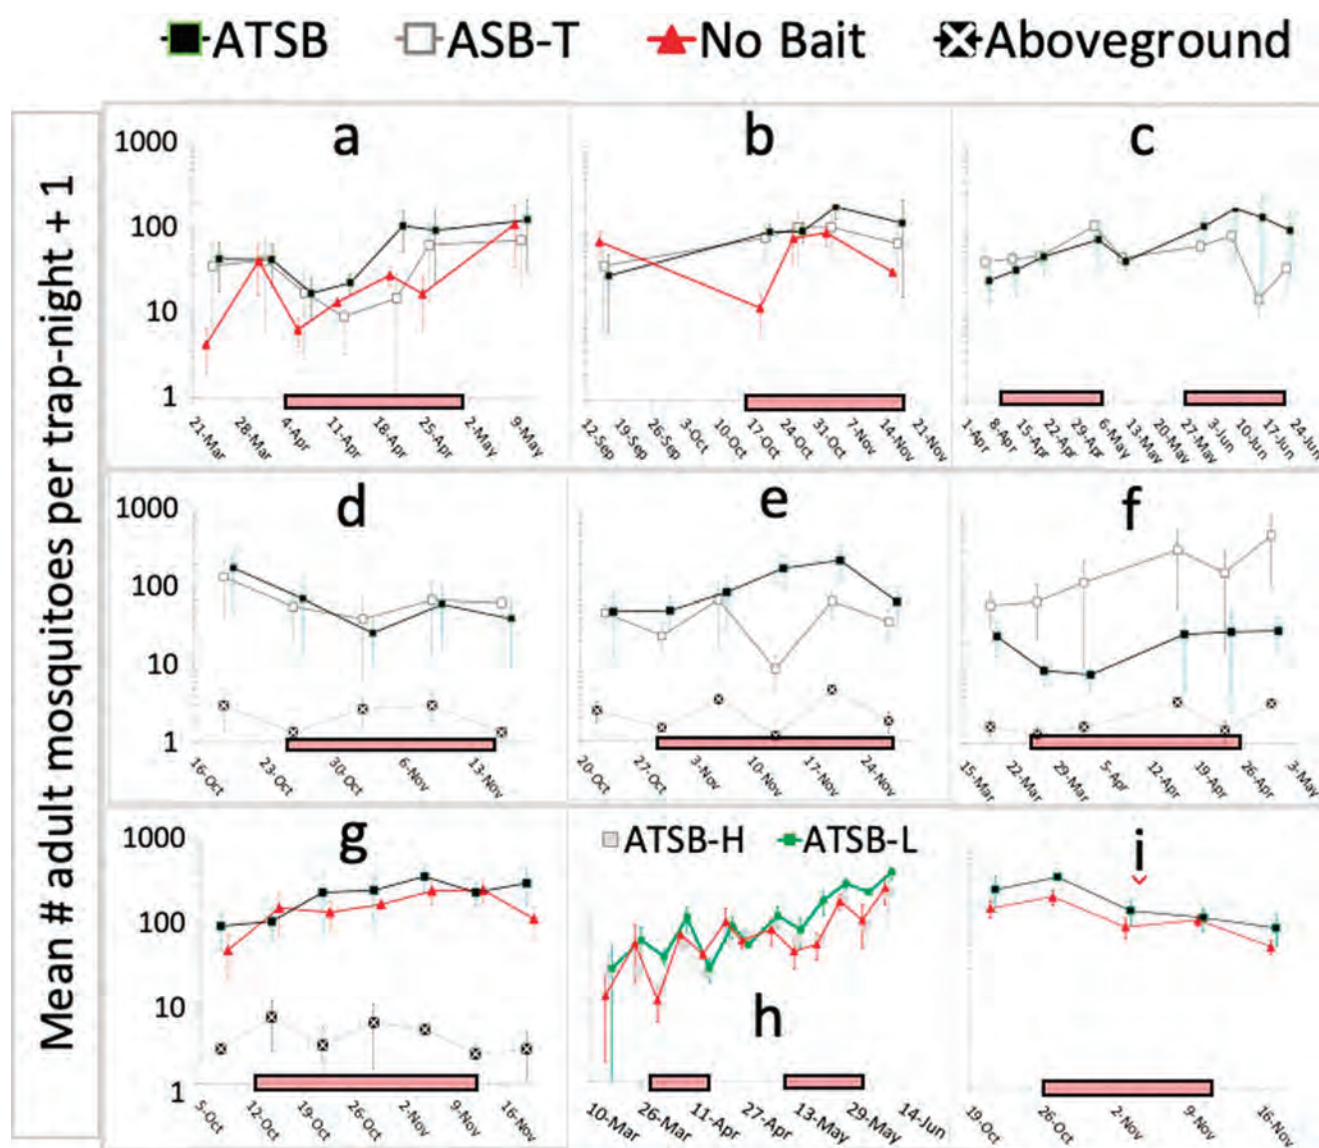 ATSB ASB-T No Bait Aboveground
Mean # adult mosquitoes per trap-night + 1
a b c
1000
100
10
1
21-Mar 28-Mar 4-Apr 11-Apr 18-Apr 25-Apr 2-May 9-May
12-Sep 19-Sep 26-Sep 3-Oct 10-Oct 17-Oct 24-Oct 31-Oct 7-Nov 14-Nov 21-Nov
1-Apr 8-Apr 15-Apr 22-Apr 29-Apr 6-May 13-May 20-May 27-May 3-Jun 10-Jun 17-Jun 24-Jun
d e f
1000
100
10
1
16-Oct 23-Oct 30-Oct 6-Nov 13-Nov
20-Oct 27-Oct 3-Nov 10-Nov 17-Nov 24-Nov
15-Mar 22-Mar 29-Mar 5-Apr 12-Apr 19-Apr 26-Apr 3-May
g ATSB-H ATSB-L i
1000
100
10
1
h
5-Oct 12-Oct 19-Oct 26-Oct 2-Nov 9-Nov 16-Nov
10-Mar 26-Mar 11-Apr 27-Apr 13-May 29-May 14-Jun
19-Oct 26-Oct 2-Nov 9-Nov 16-Nov